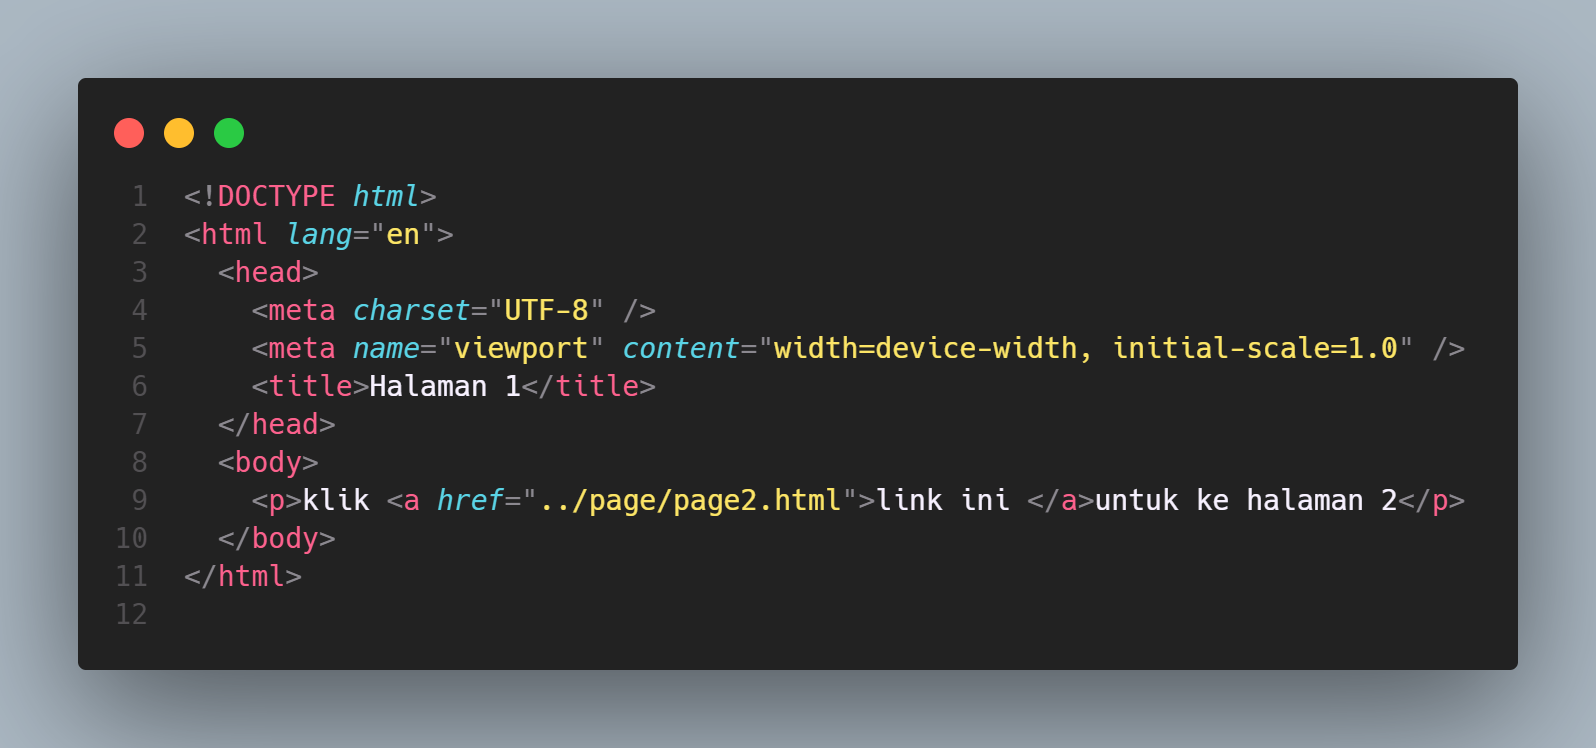 1 <!DOCTYPE html>
2 <html lang="en">
3   <head>
4     <meta charset="UTF-8" />
5     <meta name="viewport" content="width=device-width, initial-scale=1.0" />
6     <title>Halaman 1</title>
7   </head>
8   <body>
9     <p>klik <a href="../page/page2.html">link ini </a>untuk ke halaman 2</p>
10   </body>
11 </html>
12